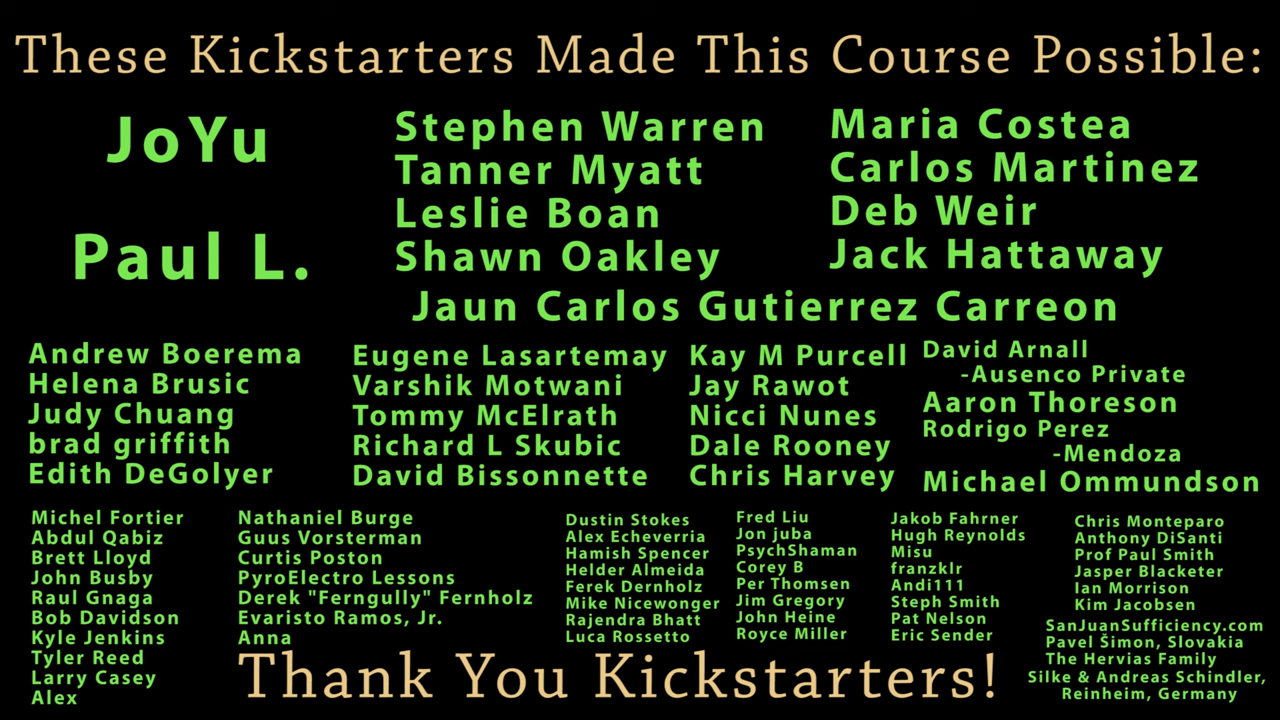 These Kickstarters Made This Course Possible:
JoYu
Paul L.
Stephen Warren
Tanner Myatt
Leslie Boan
Shawn Oakley
Maria Costea
Carlos Martinez
Deb Weir
Jack Hattaway
Jaun Carlos Gutierrez Carreon
Andrew Boerema
Helena Brusic
Judy Chuang
brad griffith
Edith DeGolyer
Eugene Lasartemay
Varshik Motwani
Tommy McElrath
Richard L Skubic
David Bissonnette
Kay M Purcell
Jay Rawot
Nicci Nunes
Dale Rooney
Chris Harvey
David Arnall
-Ausenco Private
Aaron Thoreson
Rodrigo Perez
-Mendoza
Michael Ommundson
Michel Fortier
Abdul Qabiz
Brett Lloyd
John Busby
Raul Gnaga
Bob Davidson
Kyle Jenkins
Tyler Reed
Larry Casey
Alex
Nathaniel Burge
Guus Vorsterman
Curtis Poston
PyroElectro Lessons
Derek "Ferngully" Fernholz
Evaristo Ramos, Jr.
Anna
Dustin Stokes
Alex Echeverria
Hamish Spencer
Helder Almeida
Ferek Dernholz
Mike Nicewonger
Rajendra Bhatt
Luca Rossetto
Fred Liu
Jon juba
PsychShaman
Corey B
Per Thomsen
Jim Gregory
John Heine
Royce Miller
Jakob Fahrner
Hugh Reynolds
Misu
franzklr
Andi111
Steph Smith
Pat Nelson
Eric Sender
Chris Monteparo
Anthony DiSanti
Prof Paul Smith
Jasper Blacketer
Ian Morrison
Kim Jacobsen
SanJuanSufficiency.com
Pavel Šimon, Slovakia
The Hervias Family
Silke & Andreas Schindler,
Reinheim, Germany
Thank You Kickstarters!